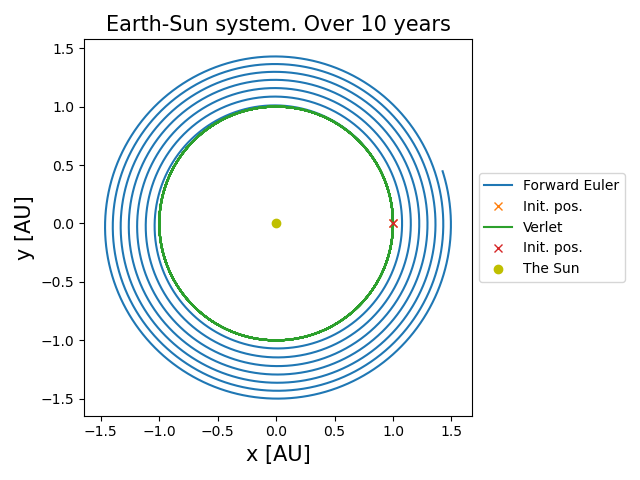 Earth-Sun system. Over 10 years
y [AU]
1.5
1.0
0.5
0.0
−0.5
−1.0
−1.5
−1.5 −1.0 −0.5 0.0 0.5 1.0 1.5
x [AU]
Forward Euler
Init. pos.
Verlet
Init. pos.
The Sun